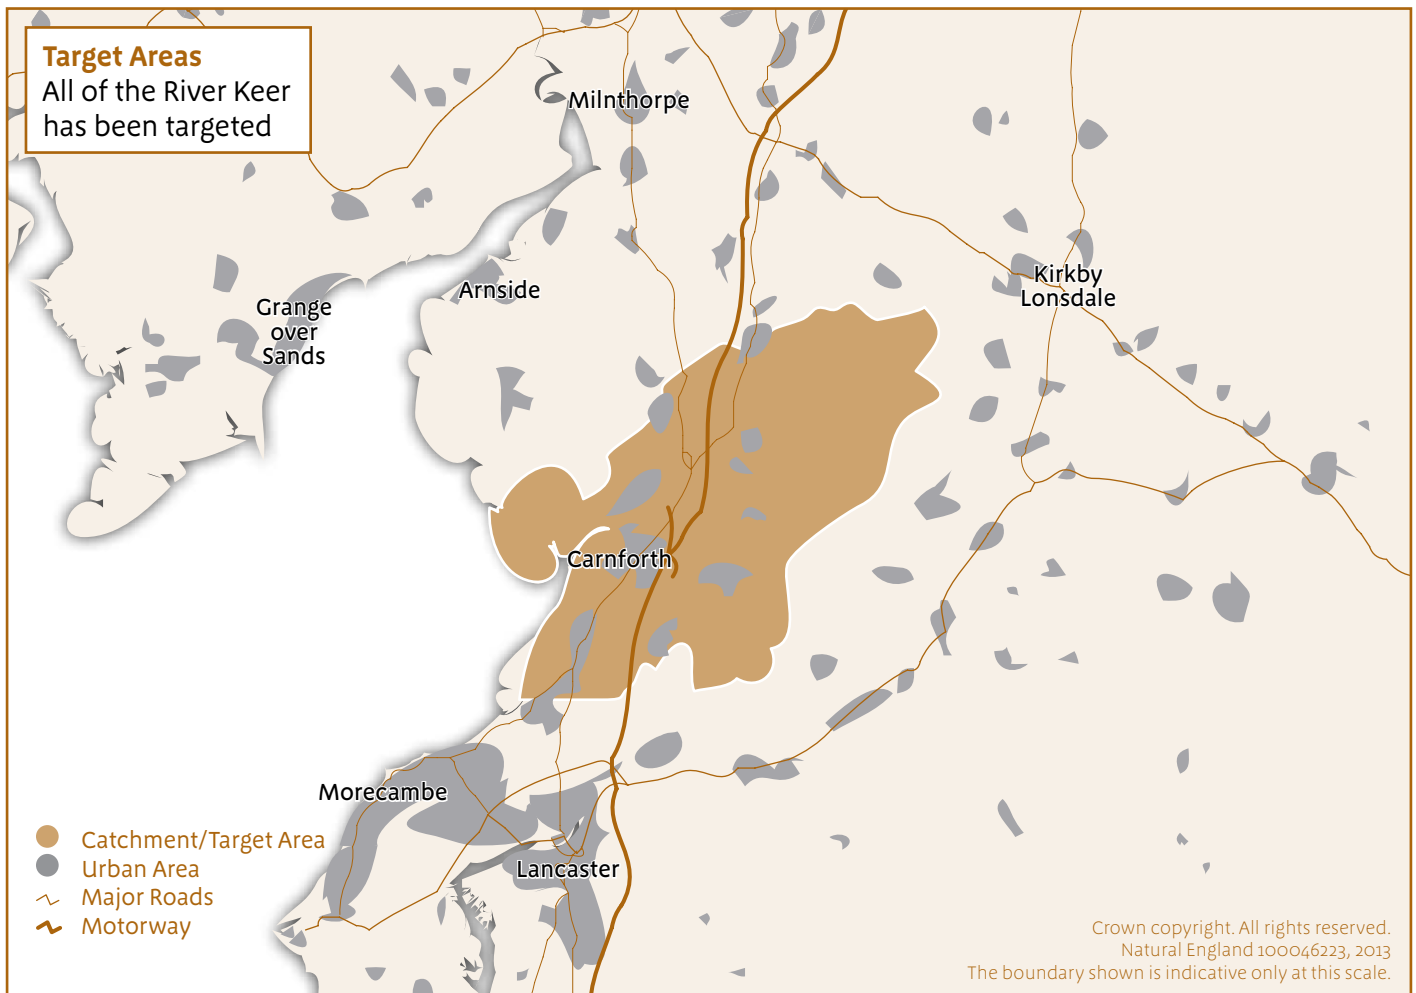 Target Areas
All of the River Keer
has been targeted
Milnthorpe
Arnside
Kirkby
Lonsdale
Grange
over
Sands
Carnforth
Morecambe
Lancaster
Catchment/Target Area
Urban Area
Major Roads
Motorway
Crown copyright. All rights reserved.
Natural England 100046223, 2013
The boundary shown is indicative only at this scale.